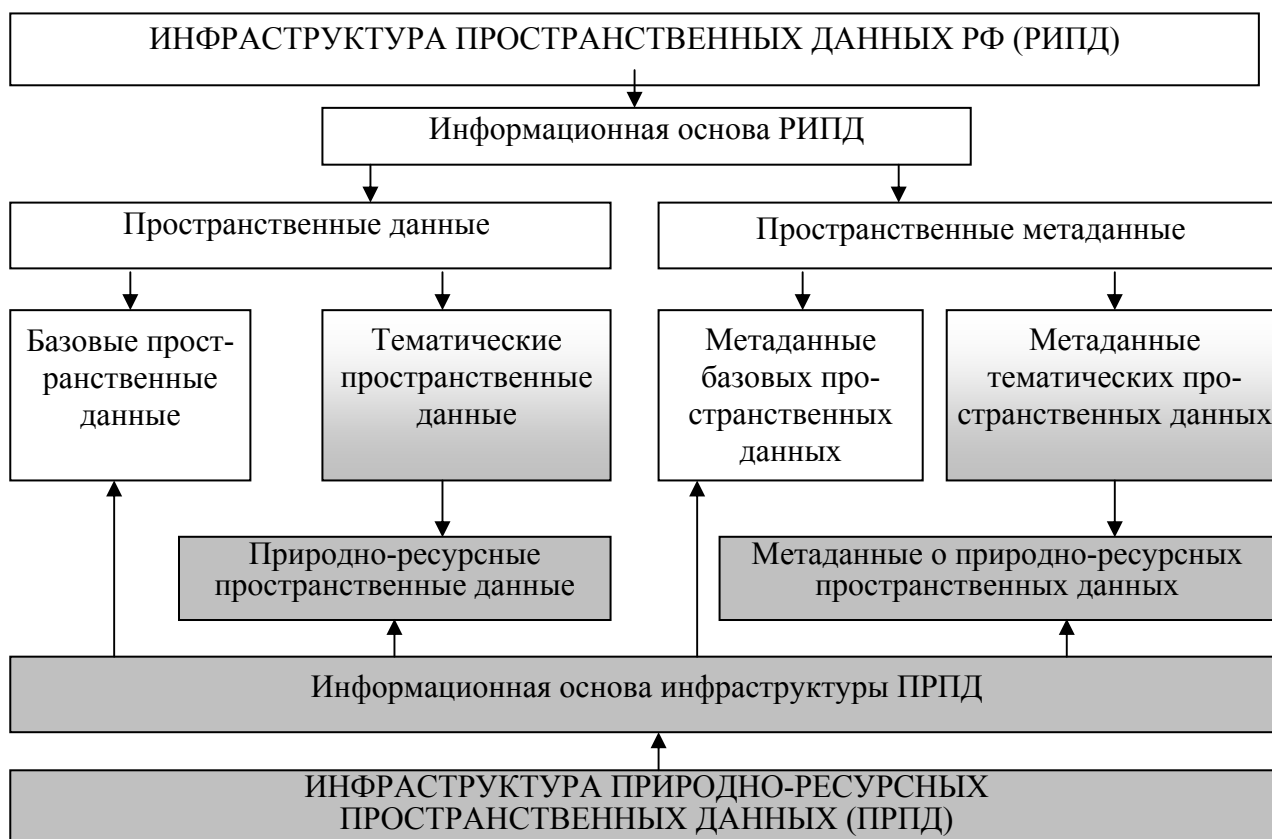 ИНФРАСТРУКТУРА ПРОСТРАНСТВЕННЫХ ДАННЫХ РФ (РИПД)
Информационная основа РИПД
Пространственные данные
Пространственные метаданные
Базовые прост-
ранственные
данные
Тематические
пространственные
данные
Метаданные
базовых про-
странственных
данных
Метаданные
тематических про-
странственных данных
Природно-ресурсные
пространственные данные
Метаданные о природно-ресурсных
пространственных данных
Информационная основа инфраструктуры ПРПД
ИНФРАСТРУКТУРА ПРИРОДНО-РЕСУРСНЫХ
ПРОСТРАНСТВЕННЫХ ДАННЫХ (ПРПД)